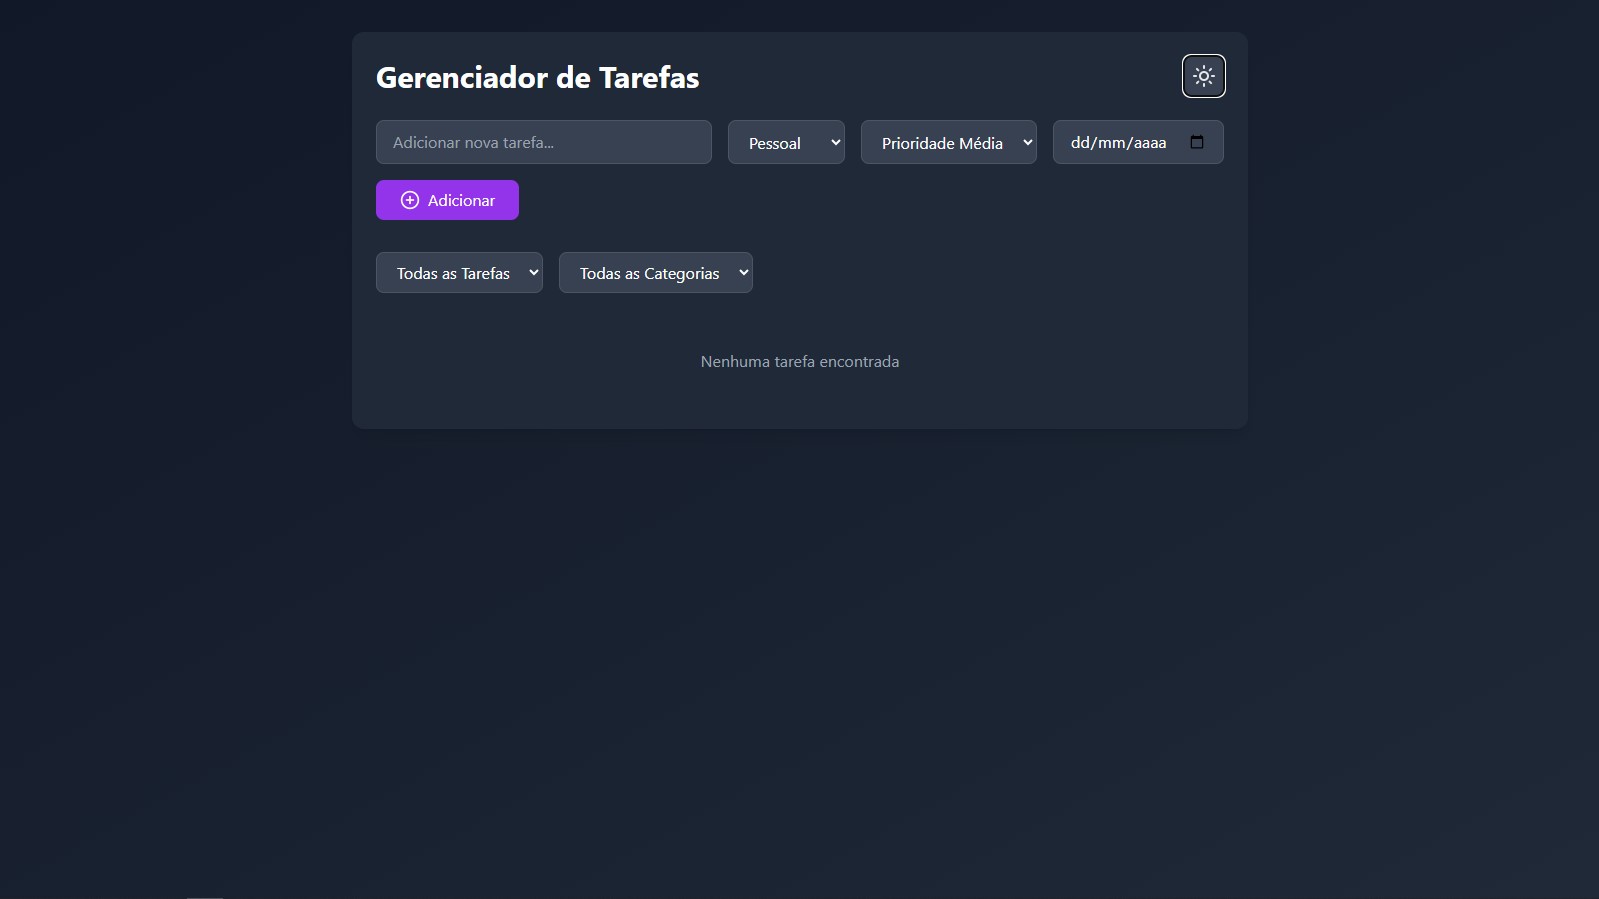 Gerenciador de Tarefas
Adicionar nova tarefa...
Pessoal
Prioridade Média
dd/mm/aaaa
Adicionar
Todas as Tarefas
Todas as Categorias
Nenhuma tarefa encontrada